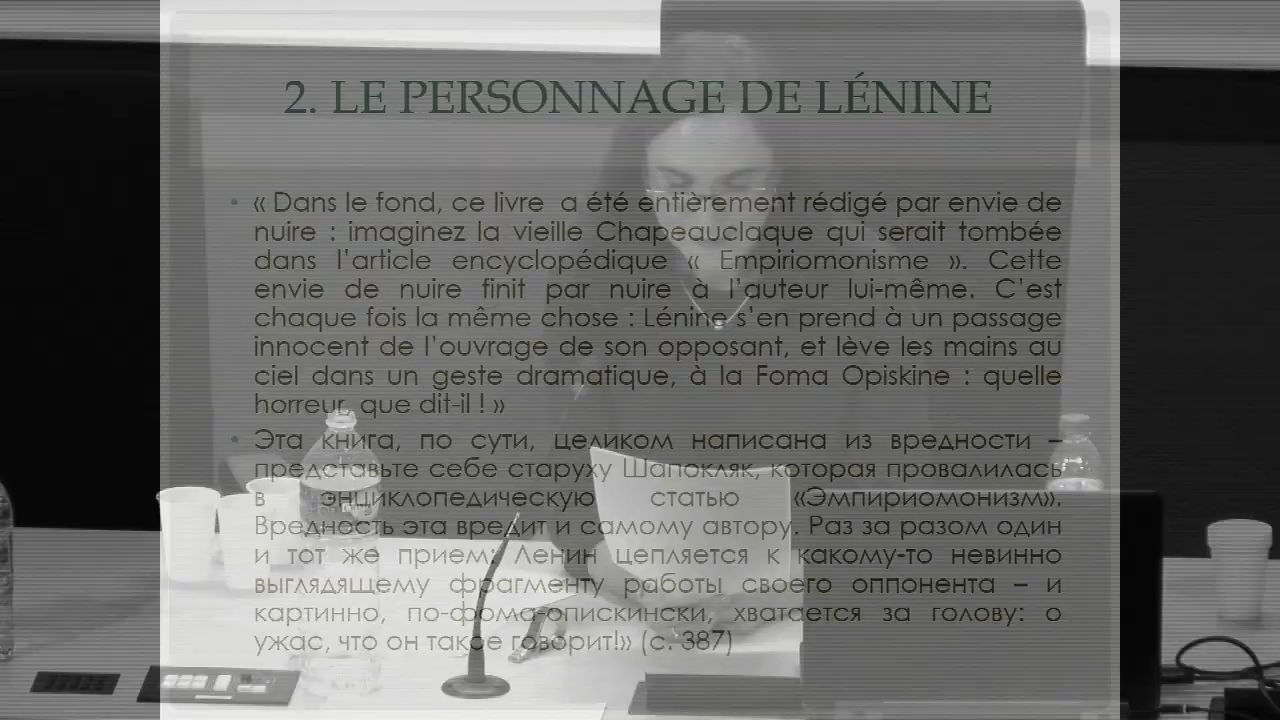 2. LE PERSONNAGE DE LÉNINE
• « Dans le fond, ce livre a été entièrement rédigé par envie de
nuire : imaginez la vieille Chapeauclaque qui serait tombée
dans l'article encyclopédique « Empiriomonisme ». Cette
envie de nuire finit par nuire à l'auteur lui-même. C'est
chaque fois la même chose : Lénine s'en prend à un passage
innocent de l'ouvrage de son opposant, et lève les mains au
ciel dans un geste dramatique, à la Foma Opiskine : quelle
horreur, que dit-il ! »
• Эта книга, по сути, целиком написана из вредности –
представьте себе старуху Шапокляк, которая провалилась
в энциклопедическую статью «Эмпириомонизм».
Вредность эта вредит и самому автору. Раз за разом один
и тот же прием: Ленин цепляется к какому-то невинно
выглядящему фрагменту работы своего оппонента – и
картинно, по-фома-опискински, хватается за голову: о
ужас, что он такое говорит!» (с. 387)